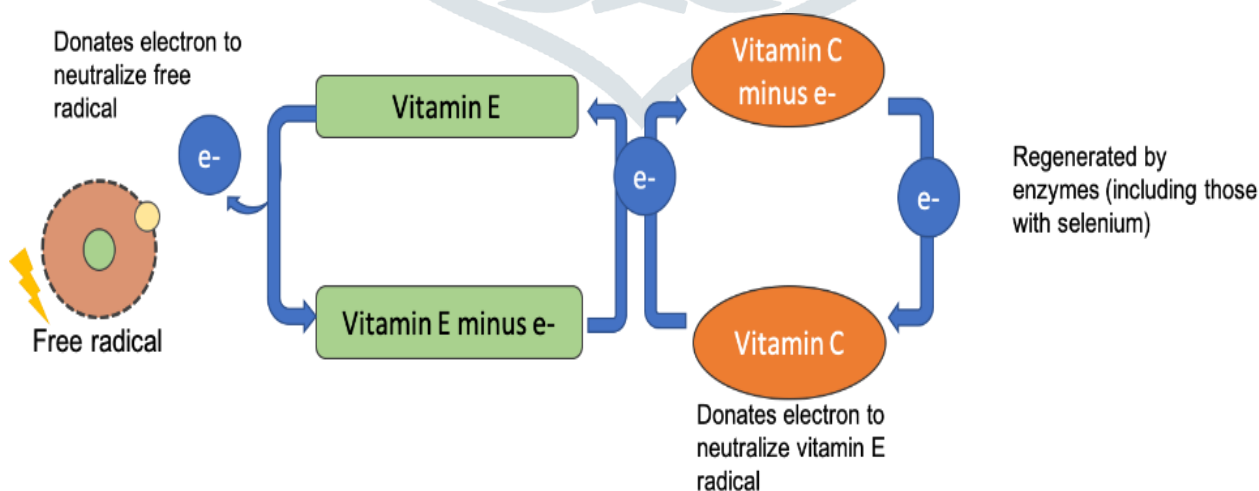 Donates electron to
neutralize free
radical
e-
Free radical
Vitamin E
Vitamin E minus e-
e-
Vitamin C
minus e-
Vitamin C
Donates electron to
neutralize vitamin E
radical
e-
Regenerated by
enzymes (including those
with selenium)